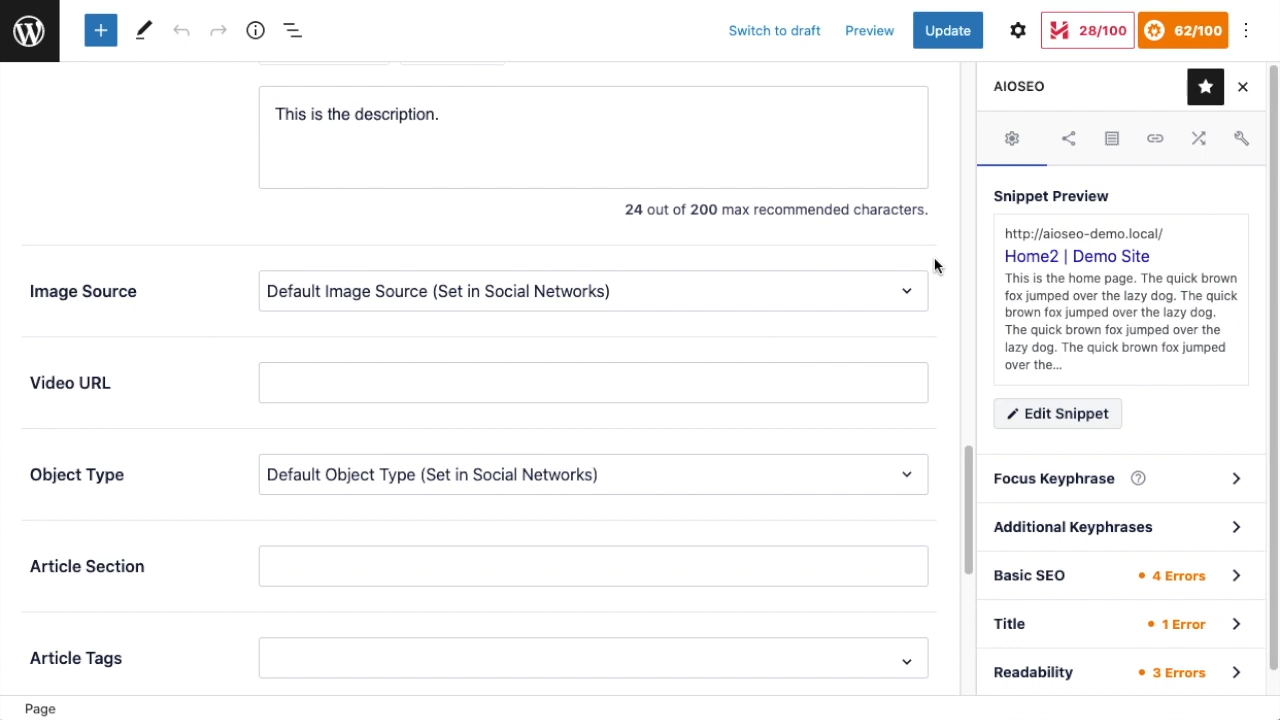 Switch to draft
Preview
Update
28/100
62/100
This is the description.
24 out of 200 max recommended characters.
Image Source
Default Image Source (Set in Social Networks)
Video URL
Object Type
Default Object Type (Set in Social Networks)
Article Section
Article Tags
Page
AIOSEO
Snippet Preview
http://aioseo-demo.local/
Home2 | Demo Site
This is the home page. The quick brown
fox jumped over the lazy dog. The quick
brown fox jumped over the lazy dog.
The quick brown fox jumped over the
lazy dog. The quick brown fox jumped
over the...
Edit Snippet
Focus Keyphrase
Additional Keyphrases
Basic SEO
4 Errors
Title
1 Error
Readability
3 Errors